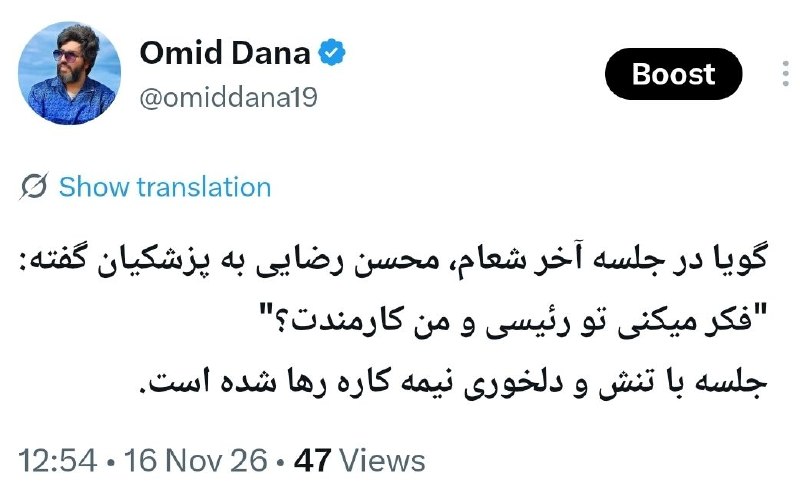 Omid Dana
@omiddana19
Boost
Show translation
گویا در جلسه آخر شعام، محسن رضایی به پزشکیان گفته:
"فکر میکنی تو رئیسی و من کارمندت؟"
جلسه با تنش و دلخوری نیمه کاره رها شده است.
12:54 • 16 Nov 26 • 47 Views